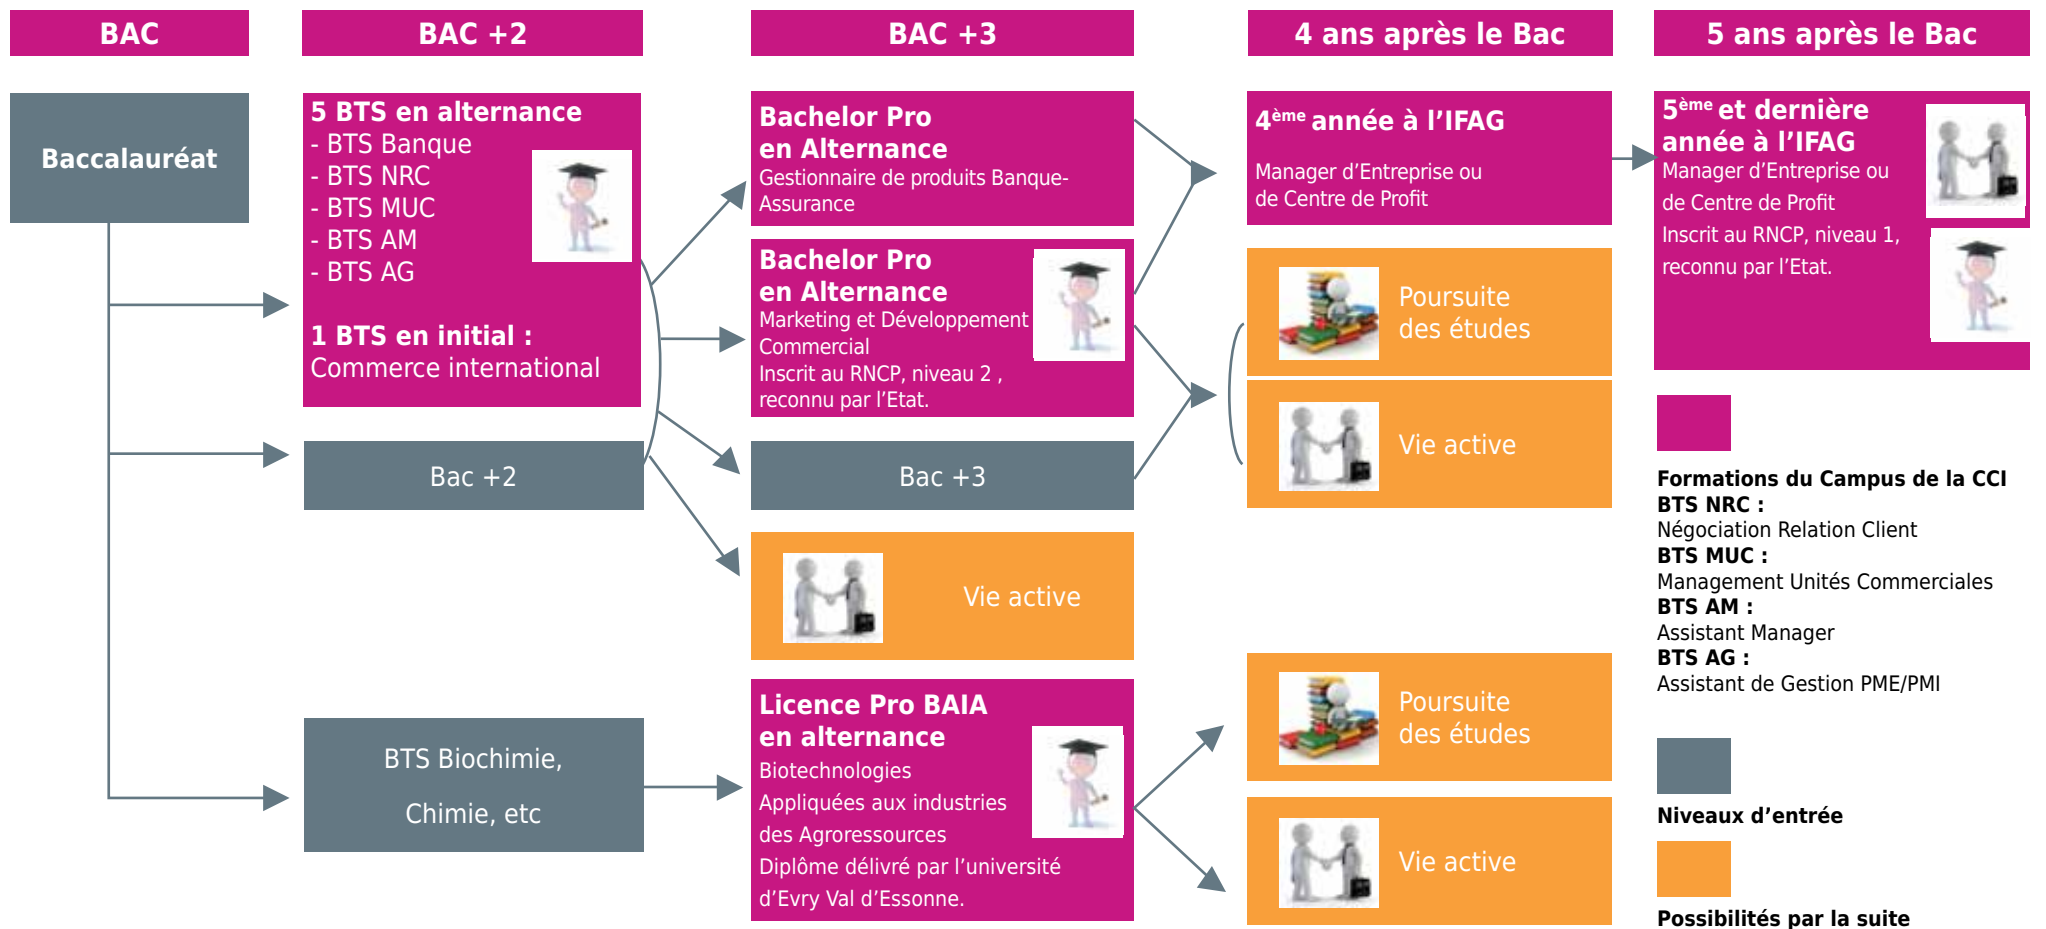 BAC
BAC +2
BAC +3
4 ans après le Bac
5 ans après le Bac
Baccalauréat
5 BTS en alternance
- BTS Banque
- BTS NRC
- BTS MUC
- BTS AM
- BTS AG
1 BTS en initial :
Commerce international
Bac +2
BTS Biochimie,
Chimie, etc
Bachelor Pro
en Alternance
Gestionnaire de produits Banque-
Assurance
Bachelor Pro
en Alternance
Marketing et Développement
Commercial
Inscrit au RNCP, niveau 2 ,
reconnu par l’Etat.
Bac +3
Vie active
Licence Pro BAIA
en alternance
Biotechnologies
Appliquées aux industries
des Agroressources
Diplôme délivré par l’université
d’Evry Val d’Essonne.
4ème année à l’IFAG
Manager d’Entreprise ou
de Centre de Profit
Poursuite
des études
Vie active
Poursuite
des études
Vie active
5ème et dernière
année à l’IFAG
Manager d’Entreprise ou
de Centre de Profit
Inscrit au RNCP, niveau 1,
reconnu par l’Etat.
Formations du Campus de la CCI
BTS NRC :
Négociation Relation Client
BTS MUC :
Management Unités Commerciales
BTS AM :
Assistant Manager
BTS AG :
Assistant de Gestion PME/PMI
Niveaux d’entrée
Possibilités par la suite